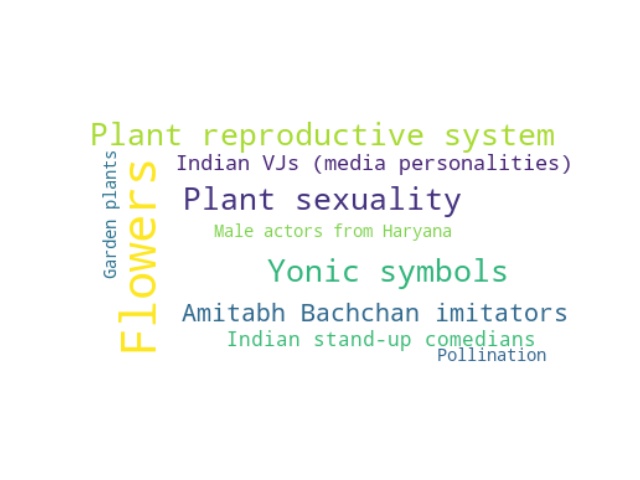 Plant reproductive system
Garden plants
Flowers
Indian VJs (media personalities)
Plant sexuality
Male actors from Haryana
Yonic symbols
Amitabh Bachchan imitators
Indian stand-up comedians
Pollination